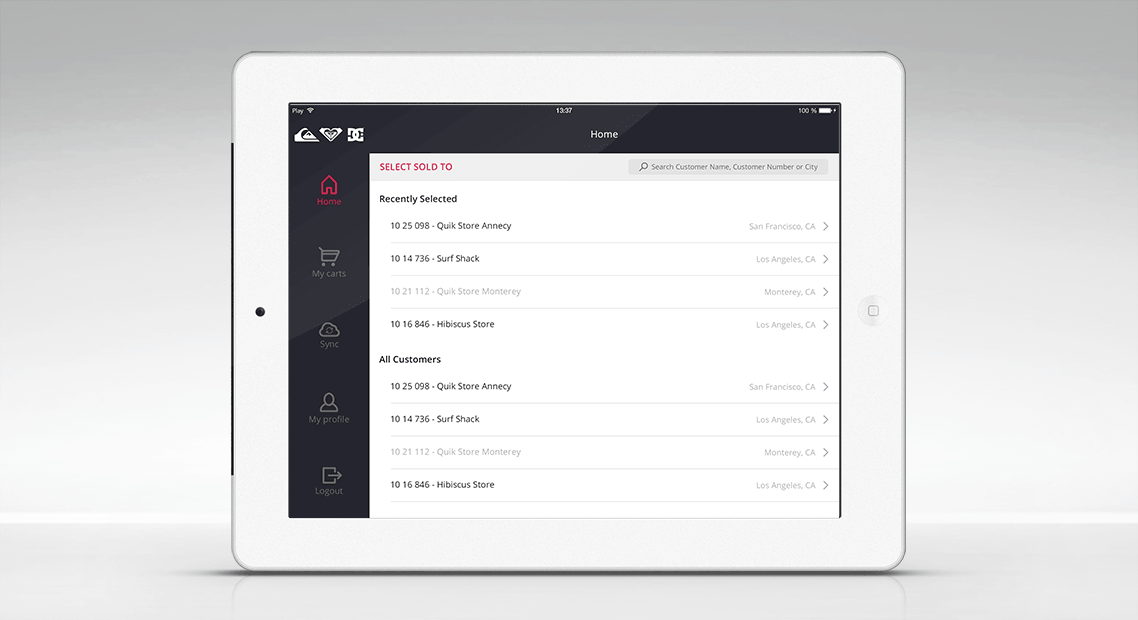 Play 13:37 100 %
DC
Home
SELECT SOLD TO
Search Customer Name, Customer Number or City
Home
My carts
Sync
My profile
Logout
Recently Selected
10 25 098 - Quik Store Annecy San Francisco, CA
10 14 736 - Surf Shack Los Angeles, CA
10 21 112 - Quik Store Monterey Monterey, CA
10 16 846 - Hibiscus Store Los Angeles, CA
All Customers
10 25 098 - Quik Store Annecy San Francisco, CA
10 14 736 - Surf Shack Los Angeles, CA
10 21 112 - Quik Store Monterey Monterey, CA
10 16 846 - Hibiscus Store Los Angeles, CA